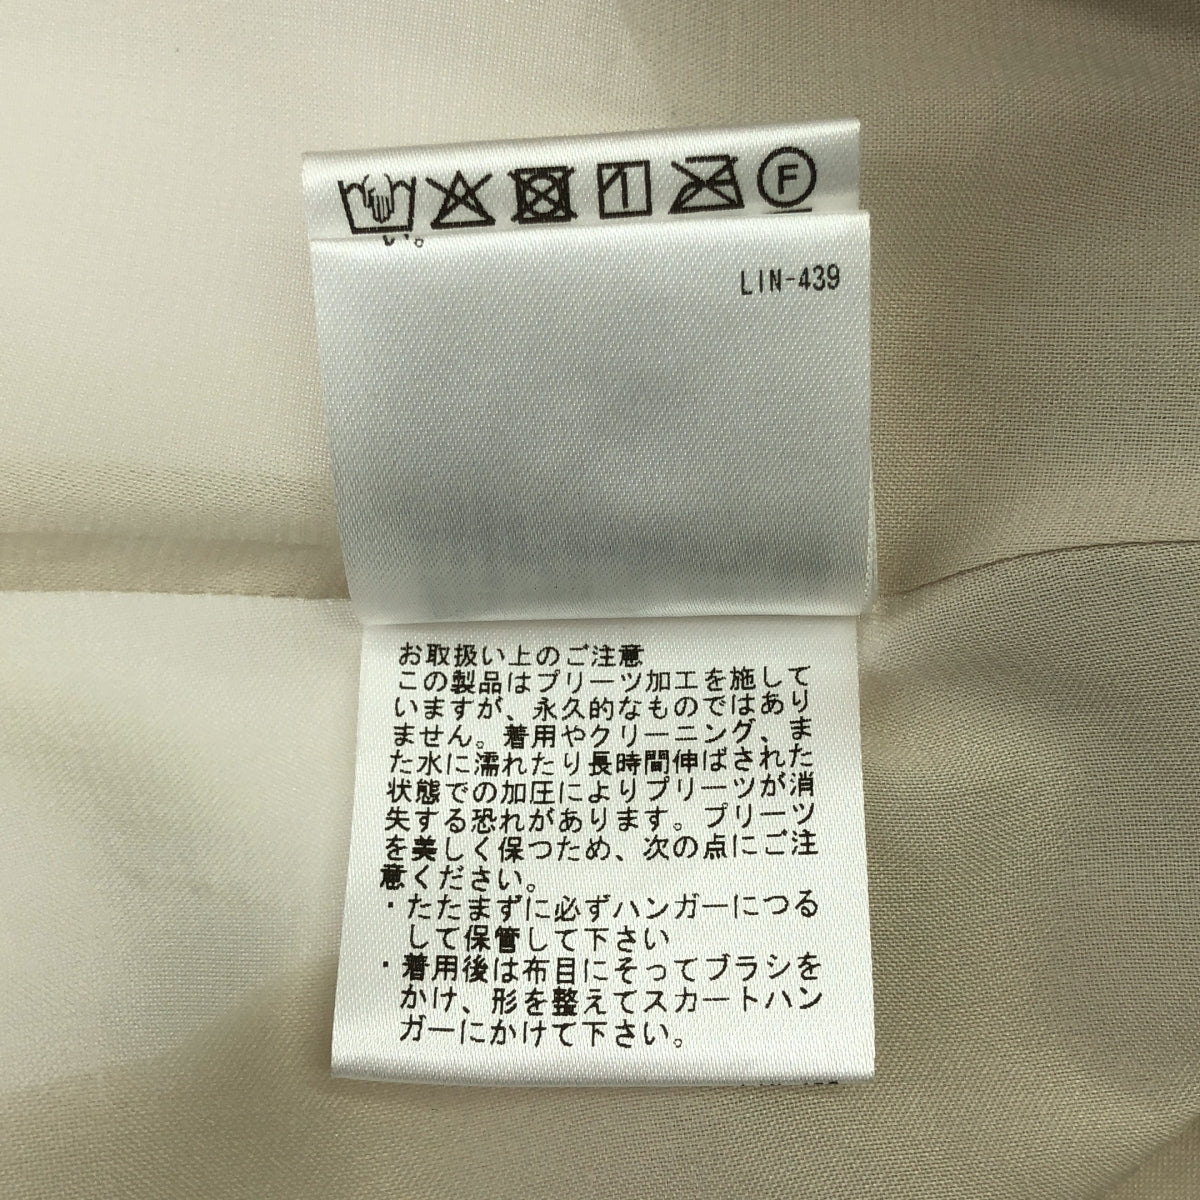 F
い。
LIN-439
お取扱い上のご注意
この製品はプリーツ加工を施して
いますが、永久的なものではあり
ません。着用やクリーニング、ま
た水に濡れたり長時間伸ばされた
状態での加圧によりプリーツが消
失する恐れがあります。プリーツ
を美しく保つため、次の点にご注
意ください。
・たたまずに必ずハンガーにつる
して保管して下さい
・着用後は布目にそってブラシを
かけ、形を整えてスカートハン
ガーにかけて下さい。